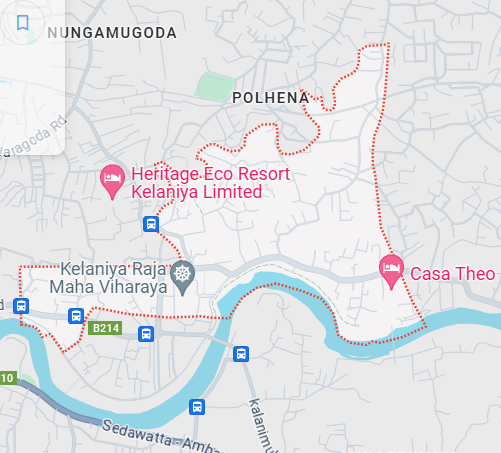 NUNGAMUGODA
POLHENA
Yaragoda Rd
a
Heritage Eco Resort
Kelaniya Limited
Kelaniya Raja
Maha Viharaya
Casa Theo
d
B214
10
Sedawatta-Amba
kalanimu